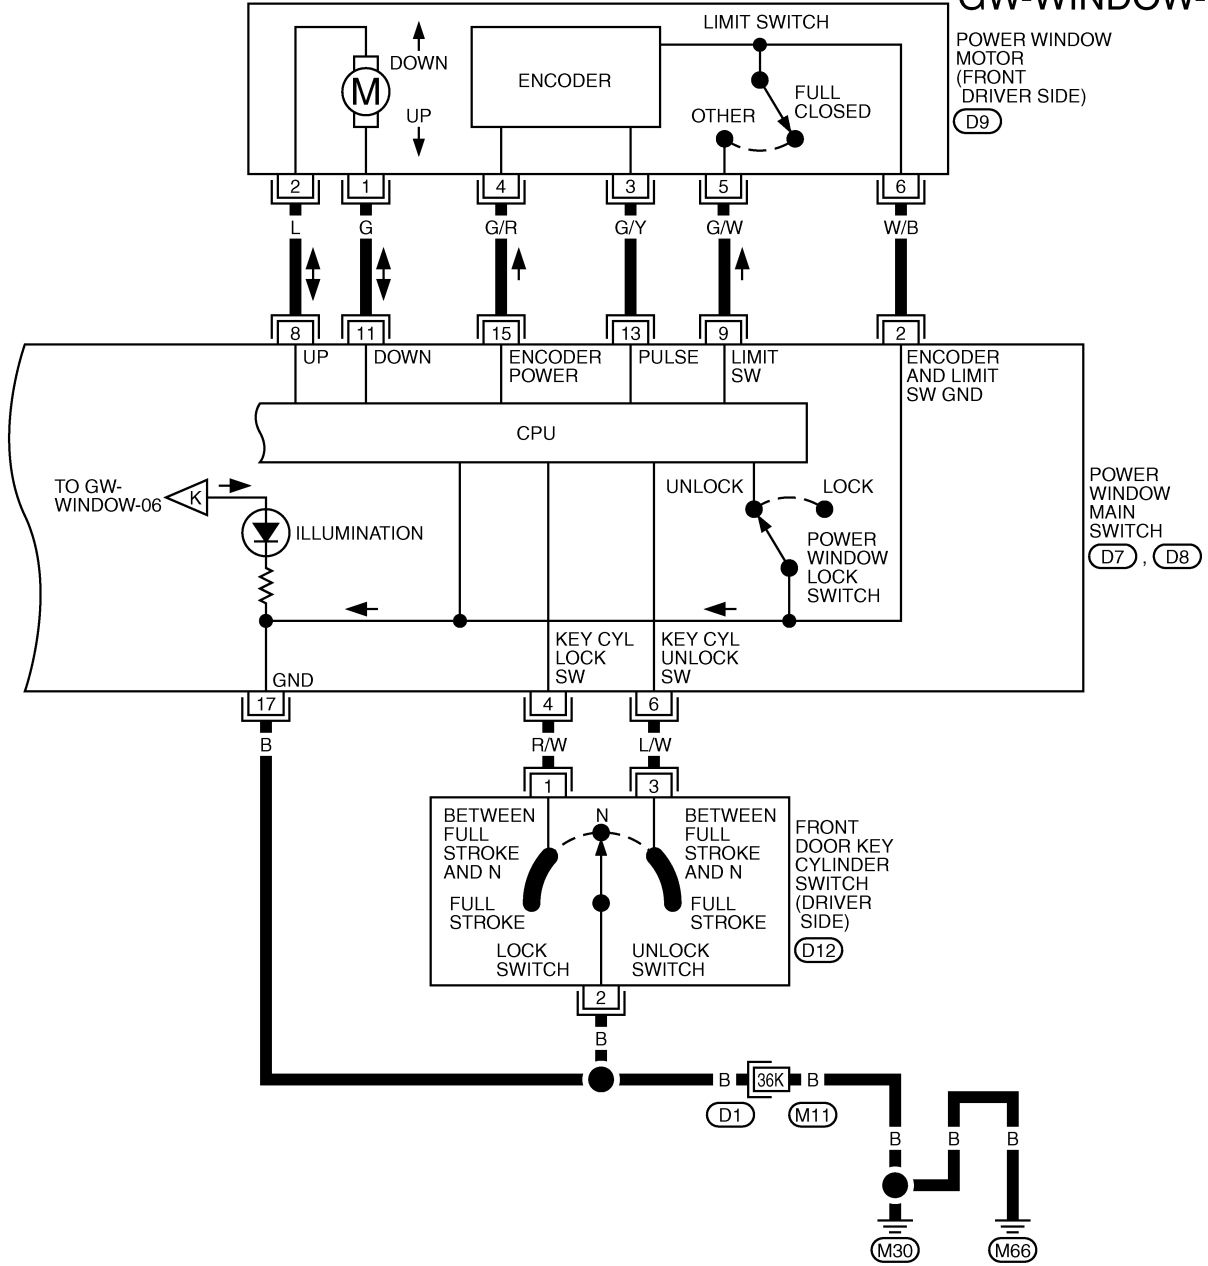 GW-WINDOW-
LIMIT SWITCH
POWER WINDOW
MOTOR
(FRONT
DRIVER SIDE)
D9
DOWN
M
UP
ENCODER
FULL
CLOSED
OTHER
2
1
4
3
5
6
L
G
G/R
G/Y
G/W
W/B
8
11
15
13
9
2
UP
DOWN
ENCODER
POWER
PULSE
LIMIT
SW
ENCODER
AND LIMIT
SW GND
CPU
TO GW-
WINDOW-06
K
ILLUMINATION
UNLOCK
LOCK
POWER
WINDOW
LOCK
SWITCH
POWER
WINDOW
MAIN
SWITCH
D7 , D8
KEY CYL
LOCK
SW
KEY CYL
UNLOCK
SW
GND
17
4
6
B
R/W
L/W
1
3
BETWEEN
FULL
STROKE
AND N
N
BETWEEN
FULL
STROKE
AND N
FULL
STROKE
FULL
STROKE
LOCK
SWITCH
UNLOCK
SWITCH
FRONT
DOOR KEY
CYLINDER
SWITCH
(DRIVER
SIDE)
D12
2
B
B
36K
B
D1
M11
B
B
B
M30
M66